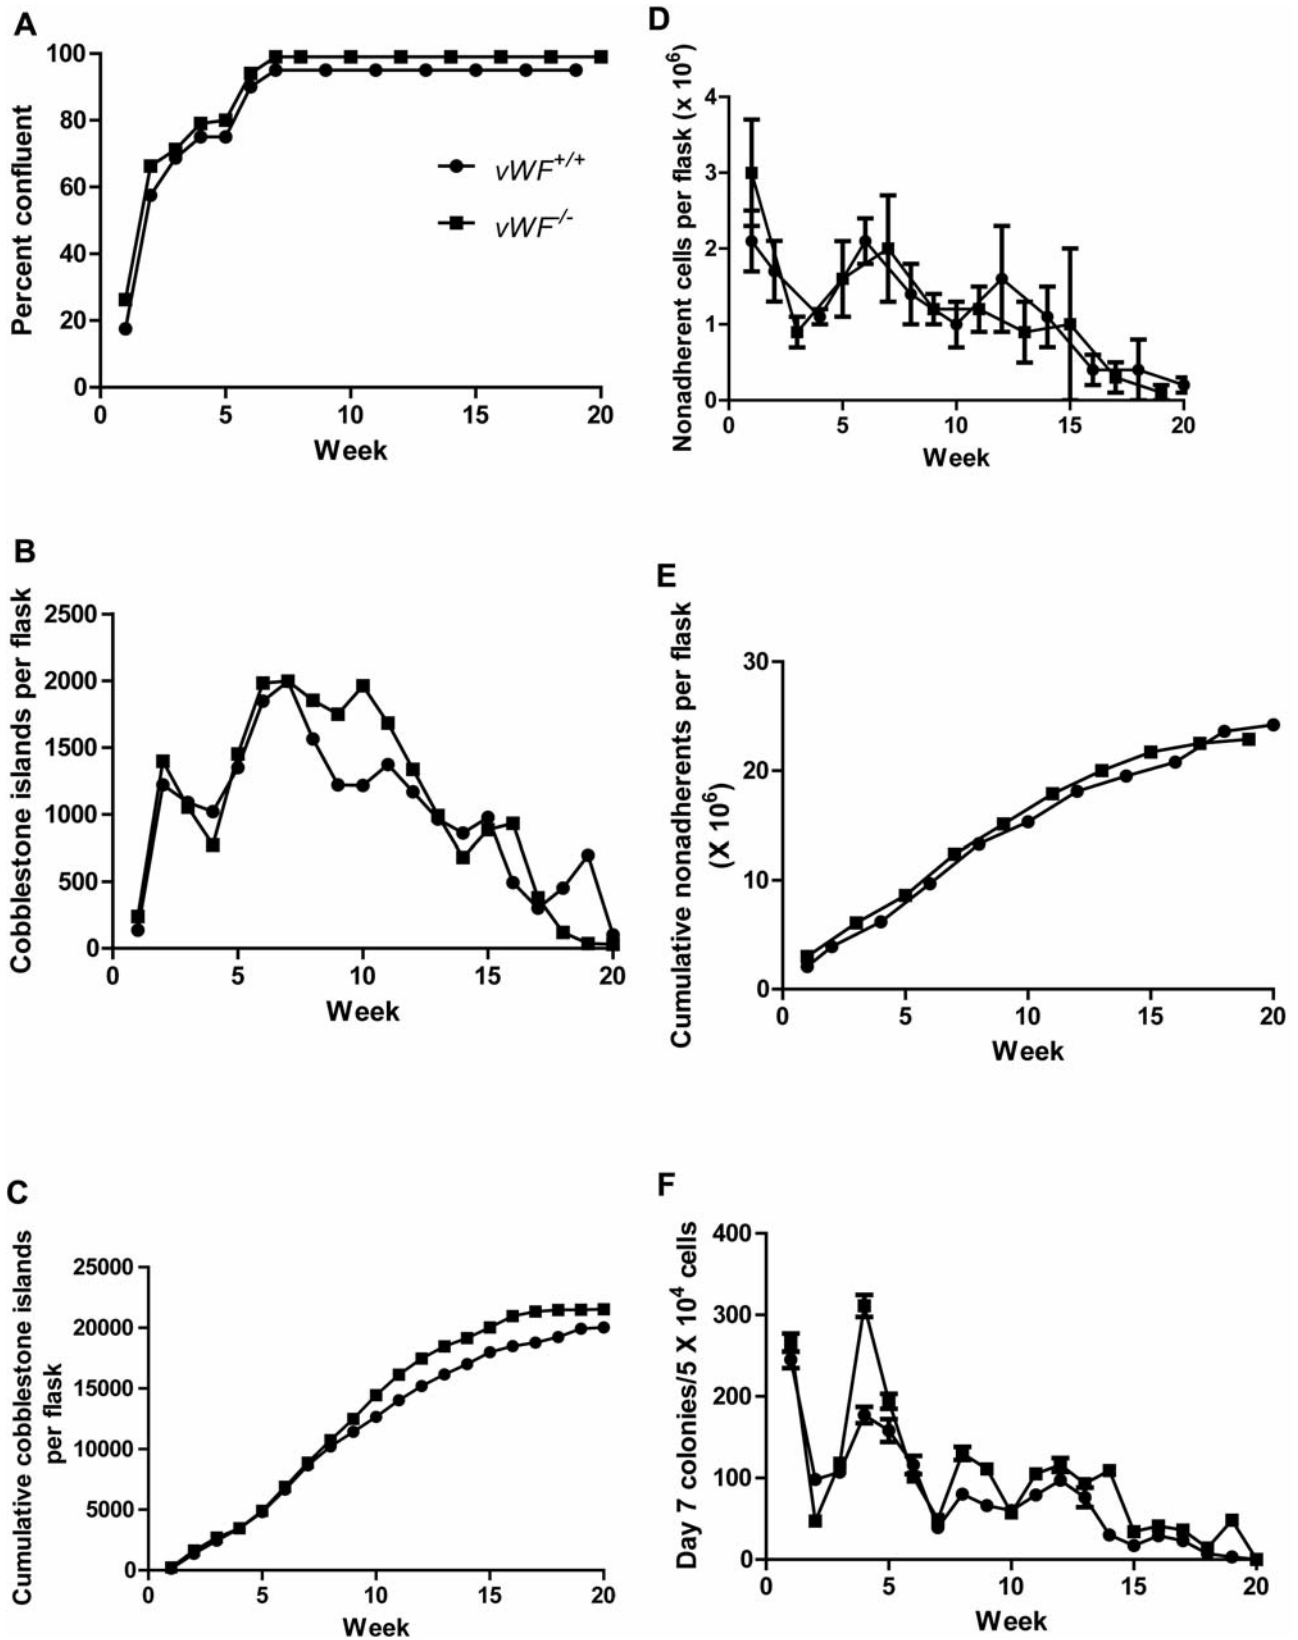 A
Percent confluent
100
80
60
40
20
0
0 5 10 15 20
Week
vWF+/+
vWF/-
D
Nonadherent cells per flask (x 10⁶)
4
3
2
1
0
0 5 10 15 20
Week
B
Cobblestone islands per flask
2500
2000
1500
1000
500
0
0 5 10 15 20
Week
E
Cumulative nonadherents per flask
(X 10⁶)
30
20
10
0
0 5 10 15 20
Week
C
Cumulative cobblestone islands
per flask
25000
20000
15000
10000
5000
0
0 5 10 15 20
Week
F
Day 7 colonies/5 X 10⁴ cells
400
300
200
100
0
0 5 10 15 20
Week